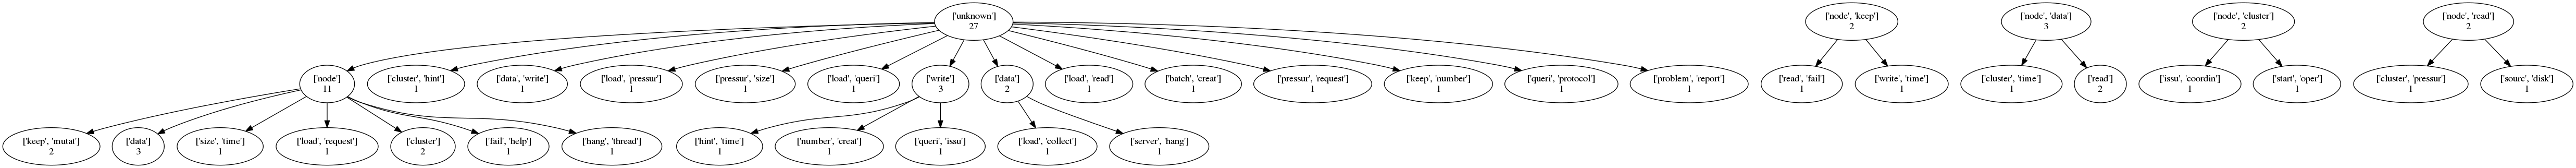 ['unknown']
27
['node', 'keep']
2
['node', 'data']
3
['node', 'cluster']
2
['node', 'read']
2
['node']
11
['cluster', 'hint']
1
['data', 'write']
1
['load', 'pressur']
1
['pressur', 'size']
1
['load', 'queri']
1
['write']
3
['data']
2
['load', 'read']
1
['batch', 'creat']
1
['pressur', 'request']
1
['keep', 'number']
1
['queri', 'protocol']
1
['problem', 'report']
1
['read', 'fail']
1
['write', 'time']
1
['cluster', 'time']
1
['read']
2
['issu', 'coordin']
1
['start', 'oper']
1
['cluster', 'pressur']
1
['sourc', 'disk']
1
['keep', 'mutat']
2
['data']
3
['size', 'time']
1
['load', 'request']
1
['cluster']
2
['fail', 'help']
1
['hang', 'thread']
1
['hint', 'time']
1
['number', 'creat']
1
['queri', 'issu']
1
['load', 'collect']
1
['server', 'hang']
1